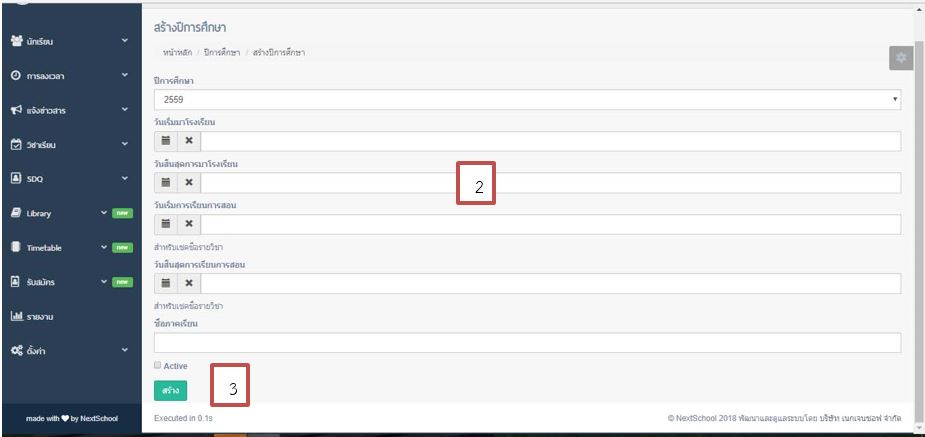 สร้างปีการศึกษา
หน้าหลัก / ปีการศึกษา / สร้างปีการศึกษา
นักเรียน
การลงเวลา
แจ้งข่าวสาร
วิชาเรียน
SDQ
Library new
Timetable new
รับสมัคร new
รายงาน
ตั้งค่า
made with ❤ by NextSchool
ปีการศึกษา
2559
วันเริ่มมาโรงเรียน
วันสิ้นสุดการมาโรงเรียน
2
วันเริ่มการเรียนการสอน
สำหรับเชคชื่อรายวิชา
วันสิ้นสุดการเรียนการสอน
สำหรับเชคชื่อรายวิชา
ชื่อภาคเรียน
Active
สร้าง
3
Executed in 0.1s
© NextSchool 2018 พัฒนาและดูแลระบบโดย บริษัท เนกเจนซอฟ จำกัด